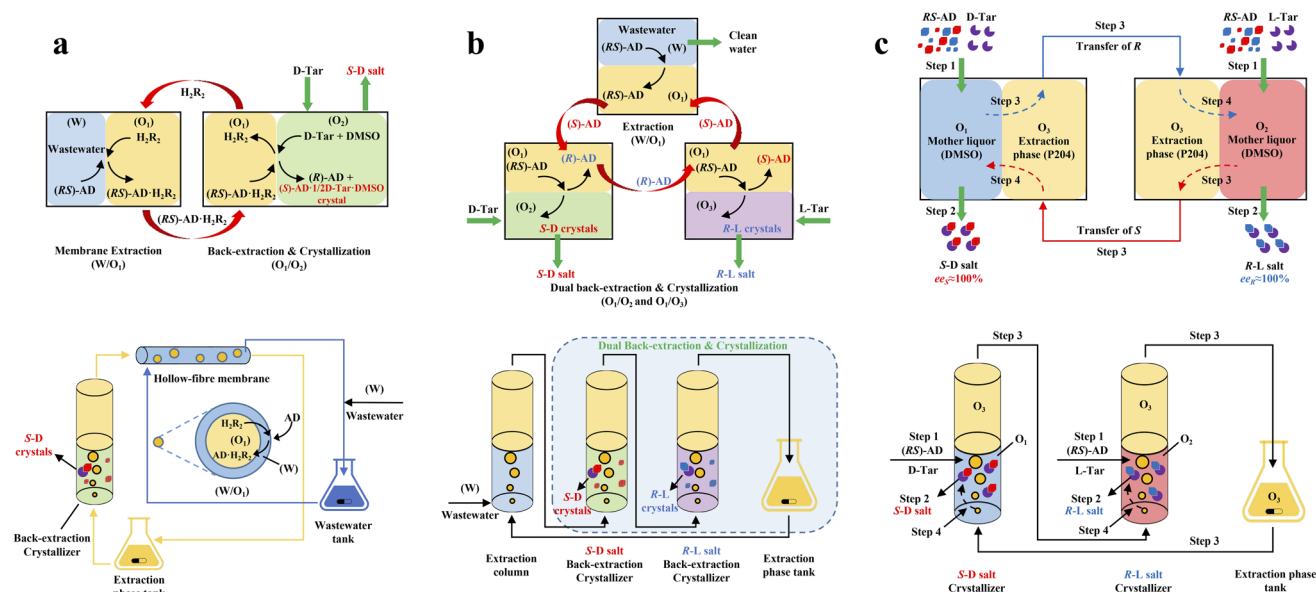 a
H₂R₂
D-Tar
S-D salt
(W)
(O₁)
H₂R₂
Wastewater
(RS)-AD
(RS)-AD·H₂R₂
(O₂)
(O₁)
H₂R₂
D-Tar + DMSO
(R)-AD +
(S)-AD·1/2D-Tar·DMSO
crystal
(RS)-AD·H₂R₂
(RS)-AD·H₂R₂
Membrane Extraction
(W/O₁)
Back-extraction & Crystallization
(O₁/O₂)
Hollow-fibre membrane
(W)
Wastewater
S-D
crystals
H₂R₂
(O₁)
AD·H₂R₂
AD
(W)
(W/O₁)
Back-extraction
Crystallizer
Extraction
phase tank
Wastewater
tank
b
Wastewater
(RS)-AD
(W)
Clean
water
(RS)-AD
(O₁)
Extraction
(W/O₁)
(S)-AD
(S)-AD
(O₁)
(RS)-AD
(R)-AD
(R)-AD
(O₁)
(RS)-AD
(S)-AD
D-Tar
(O₂)
S-D crystals
(O₃)
R-L crystals
L-Tar
S-D salt
R-L salt
Dual back-extraction & Crystallization
(O₁/O₂ and O₁/O₃)
Dual Back-extraction & Crystallization
(W)
Wastewater
S-D
crystals
R-L
crystals
Extraction
column
S-D salt
Back-extraction
Crystallizer
R-L salt
Back-extraction
Crystallizer
Extraction
phase tank
c
RS-AD
D-Tar
Step 3
Transfer of R
RS-AD
L-Tar
Step 1
Step 1
Step 3
Step 4
O₁
Mother liquor
(DMSO)
O₃
Extraction
phase (P204)
O₃
Extraction
phase (P204)
O₂
Mother liquor
(DMSO)
Step 4
Step 3
Step 2
Step 2
Transfer of S
Step 3
S-D salt
eeS≈100%
R-L salt
eeR≈100%
Step 3
Step 3
O₃
O₃
Step 1
(RS)-AD
D-Tar
O₁
Step 1
(RS)-AD
L-Tar
O₂
Step 2
S-D salt
Step 4
Step 2
R-L salt
Step 4
O₃
Step 3
S-D salt
Crystallizer
R-L salt
Crystallizer
Extraction phase
tank